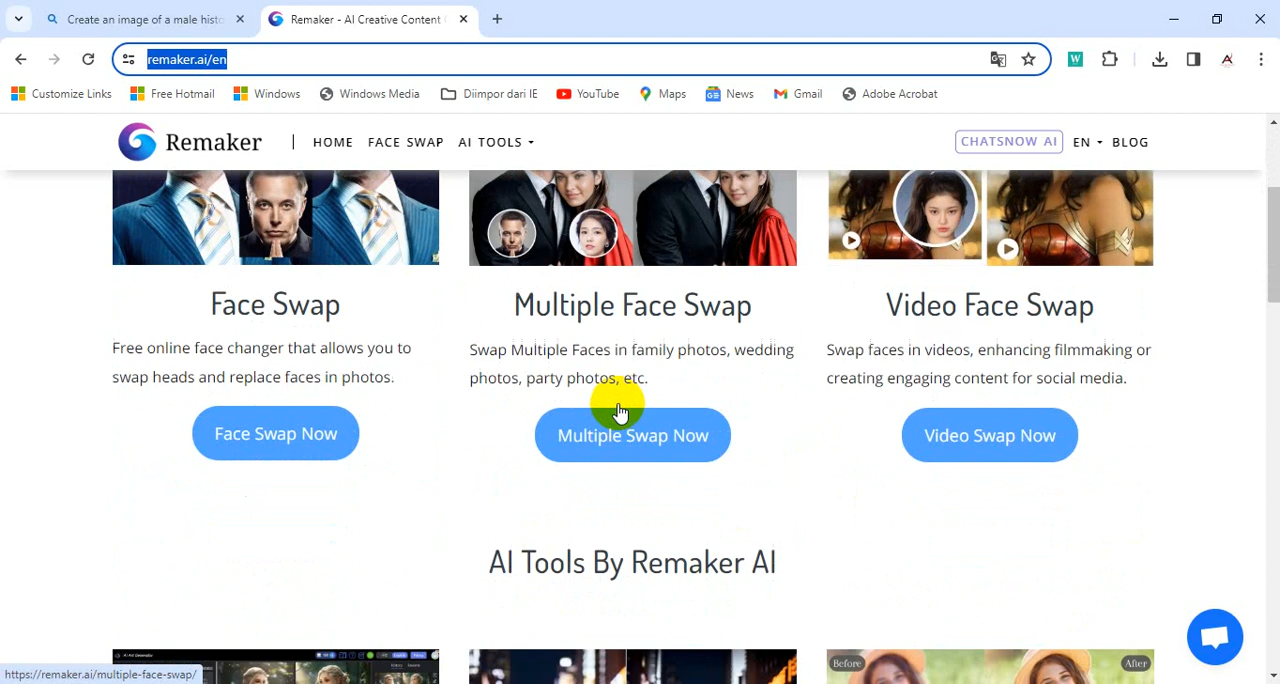 Create an image of a male histo
Remaker - AI Creative Content
remaker.ai/en
W
Customize Links
Free Hotmail
Windows
Windows Media
Diimpor dari IE
YouTube
Maps
News
Gmail
Adobe Acrobat
Remaker | HOME FACE SWAP AI TOOLS CHATSNOW AI EN BLOG
Face Swap
Free online face changer that allows you to
swap heads and replace faces in photos.
Face Swap Now
Multiple Face Swap
Swap Multiple Faces in family photos, wedding
photos, party photos, etc.
Multiple Swap Now
Video Face Swap
Swap faces in videos, enhancing filmmaking or
creating engaging content for social media.
Video Swap Now
AI Tools By Remaker AI
Before
After
https://remaker.ai/multiple-face-swap/